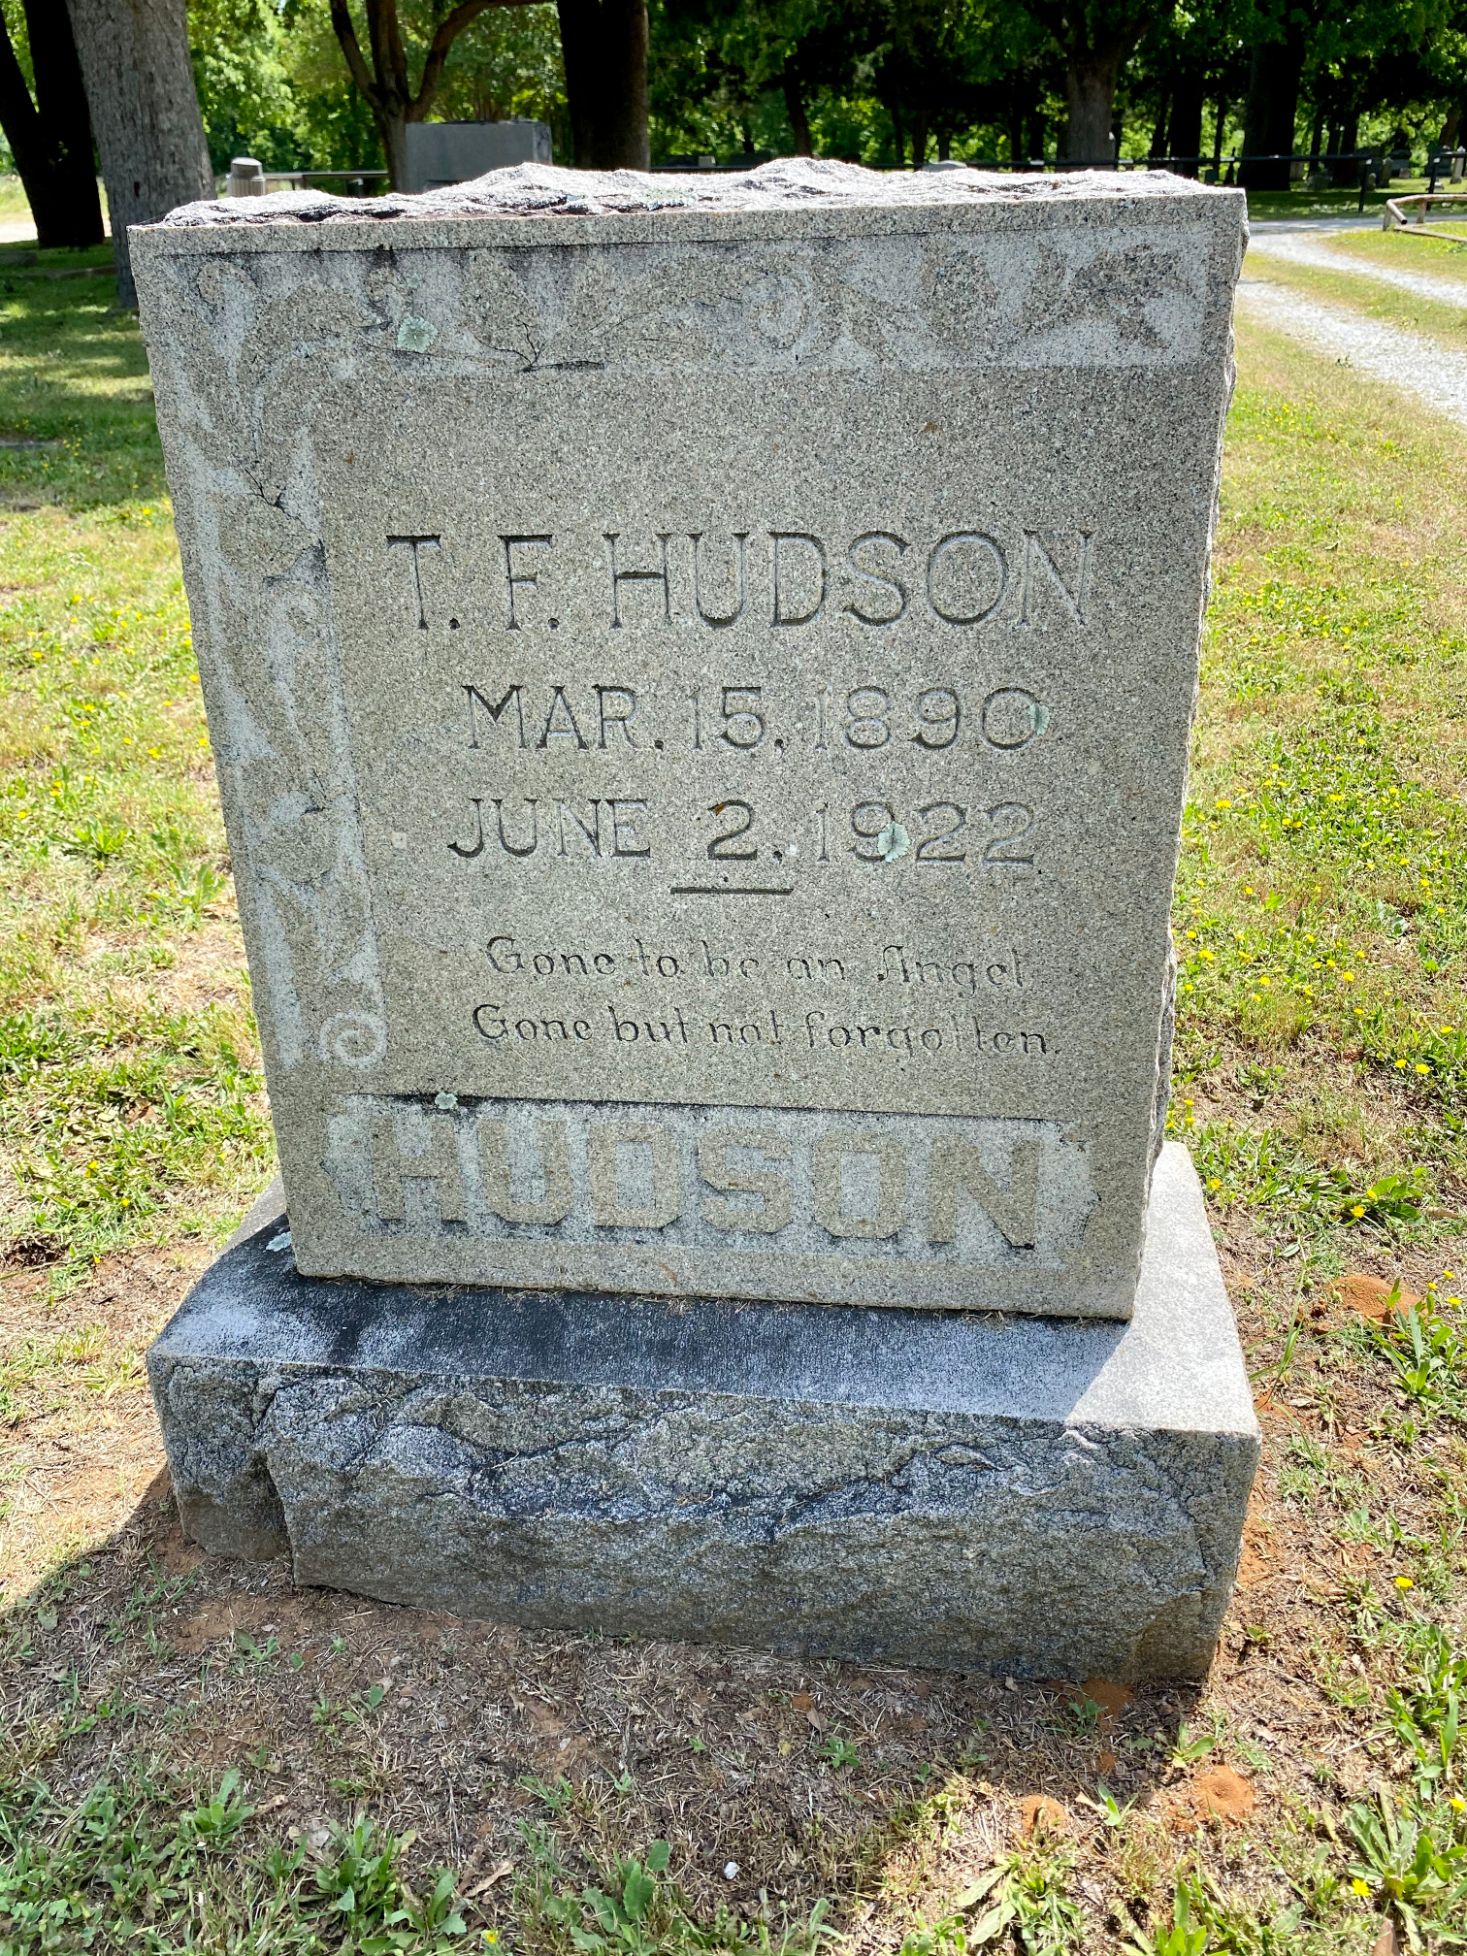 T. F. HUDSON
MAR. 15, 1890
JUNE 2, 1922
Gone to be an Angel
Gone but not forgotten.
HUDSON